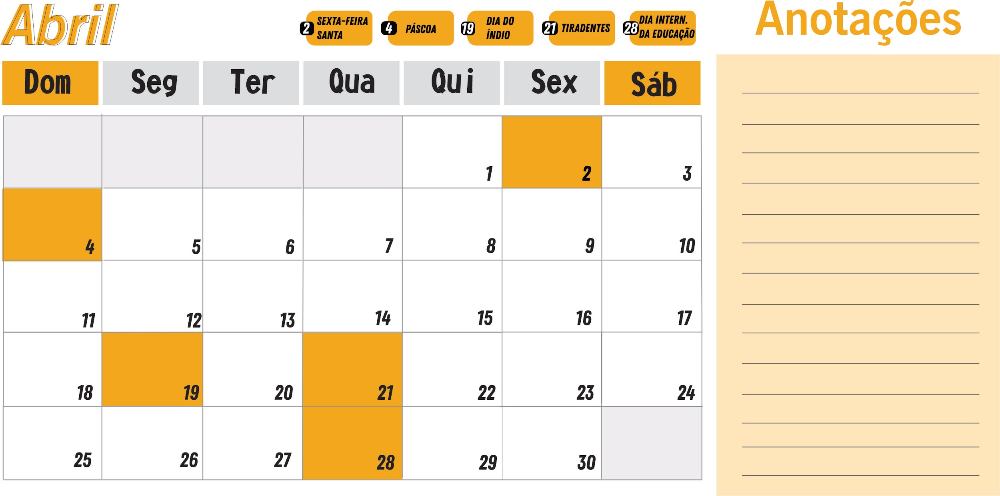 Abril
2 SEXTA-FEIRA
SANTA
4 PÁSCOA
19 DIA DO
ÍNDIO
21 TIRADENTES
28 DIA INTERN.
DA EDUCAÇÃO
Anotações
Dom Seg Ter Qua Qui Sex Sáb
1 2 3
4 5 6 7 8 9 10
11 12 13 14 15 16 17
18 19 20 21 22 23 24
25 26 27 28 29 30